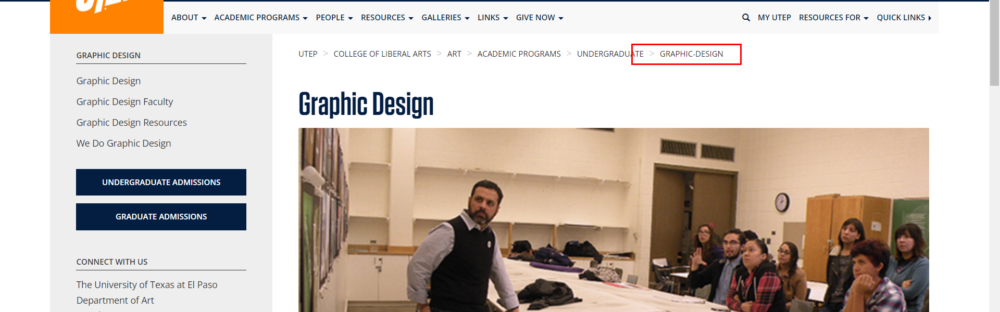 ABOUT ACADEMIC PROGRAMS PEOPLE RESOURCES GALLERIES LINKS GIVE NOW MY UTEP RESOURCES FOR QUICK LINKS
GRAPHIC DESIGN
Graphic Design
Graphic Design Faculty
Graphic Design Resources
We Do Graphic Design
UNDERGRADUATE ADMISSIONS
GRADUATE ADMISSIONS
CONNECT WITH US
The University of Texas at El Paso
Department of Art
UTEP > COLLEGE OF LIBERAL ARTS > ART > ACADEMIC PROGRAMS > UNDERGRADUATE > GRAPHIC-DESIGN
Graphic Design